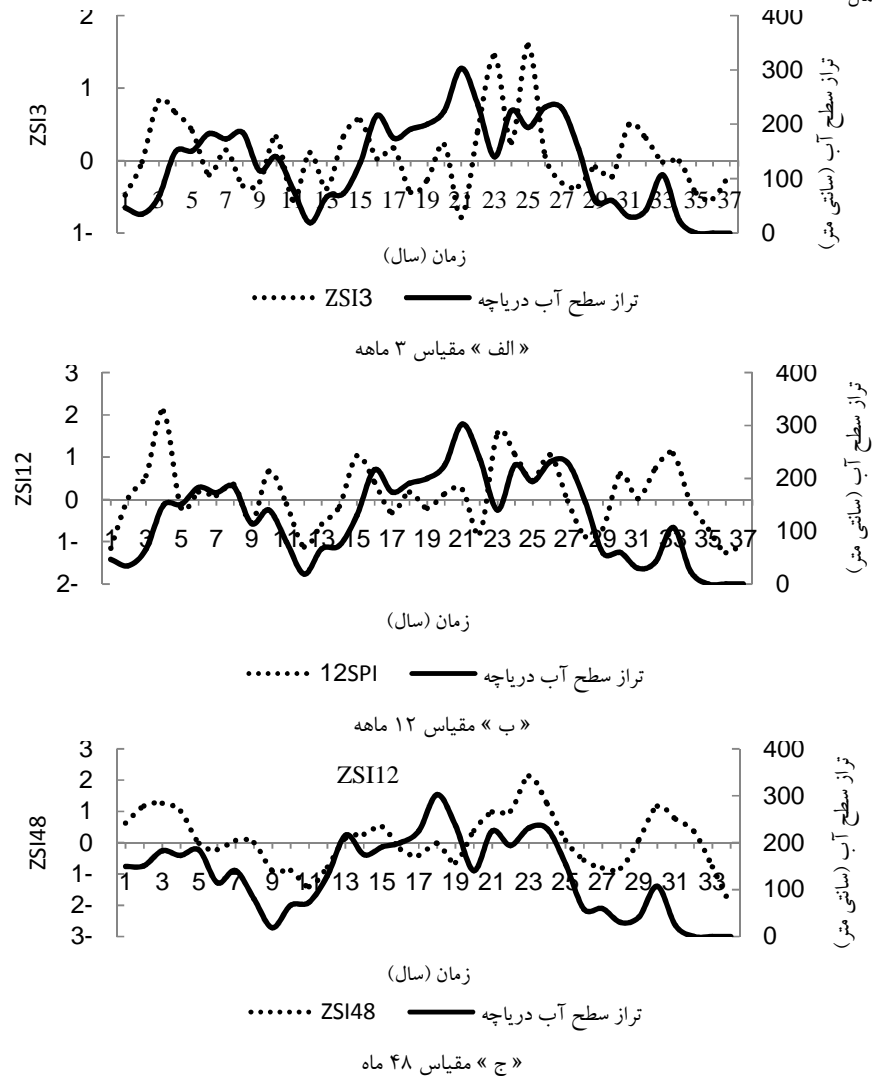 2
1
0
1-
ZSI3
400
300
200
100
0
تراز سطح آب (سانتی متر)
1 3 5 7 9 11 13 15 17 19 21 23 25 27 29 31 33 35 37
زمان (سال)
ZSI3 تراز سطح آب دریاچه
« الف » مقیاس ۳ ماهه
3
2
1
0
1-
2-
ZSI12
400
300
200
100
0
تراز سطح آب (سانتی متر)
1 3 5 7 9 11 13 15 17 19 21 23 25 27 29 31 33 35 37
زمان (سال)
12SPI تراز سطح آب دریاچه
« ب » مقیاس ۱۲ ماهه
3
2
1
0
1-
2-
3-
ZSI48
ZSI12
400
300
200
100
0
تراز سطح آب (سانتی متر)
1 3 5 7 9 11 13 15 17 19 21 23 25 27 29 31 33
زمان (سال)
ZSI48 تراز سطح آب دریاچه
« ج » مقیاس ۴۸ ماه